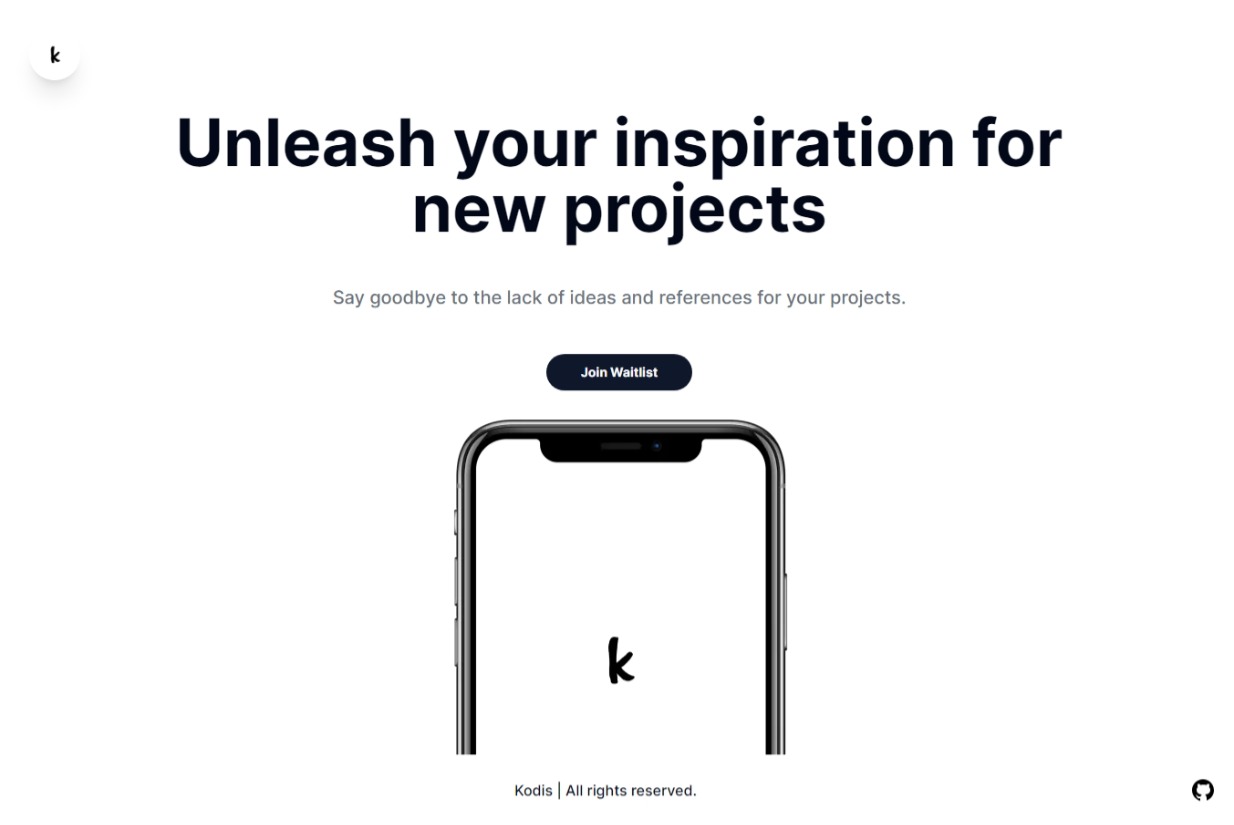 k
Unleash your inspiration for
new projects
Say goodbye to the lack of ideas and references for your projects.
Join Waitlist
k
Kodis | All rights reserved.